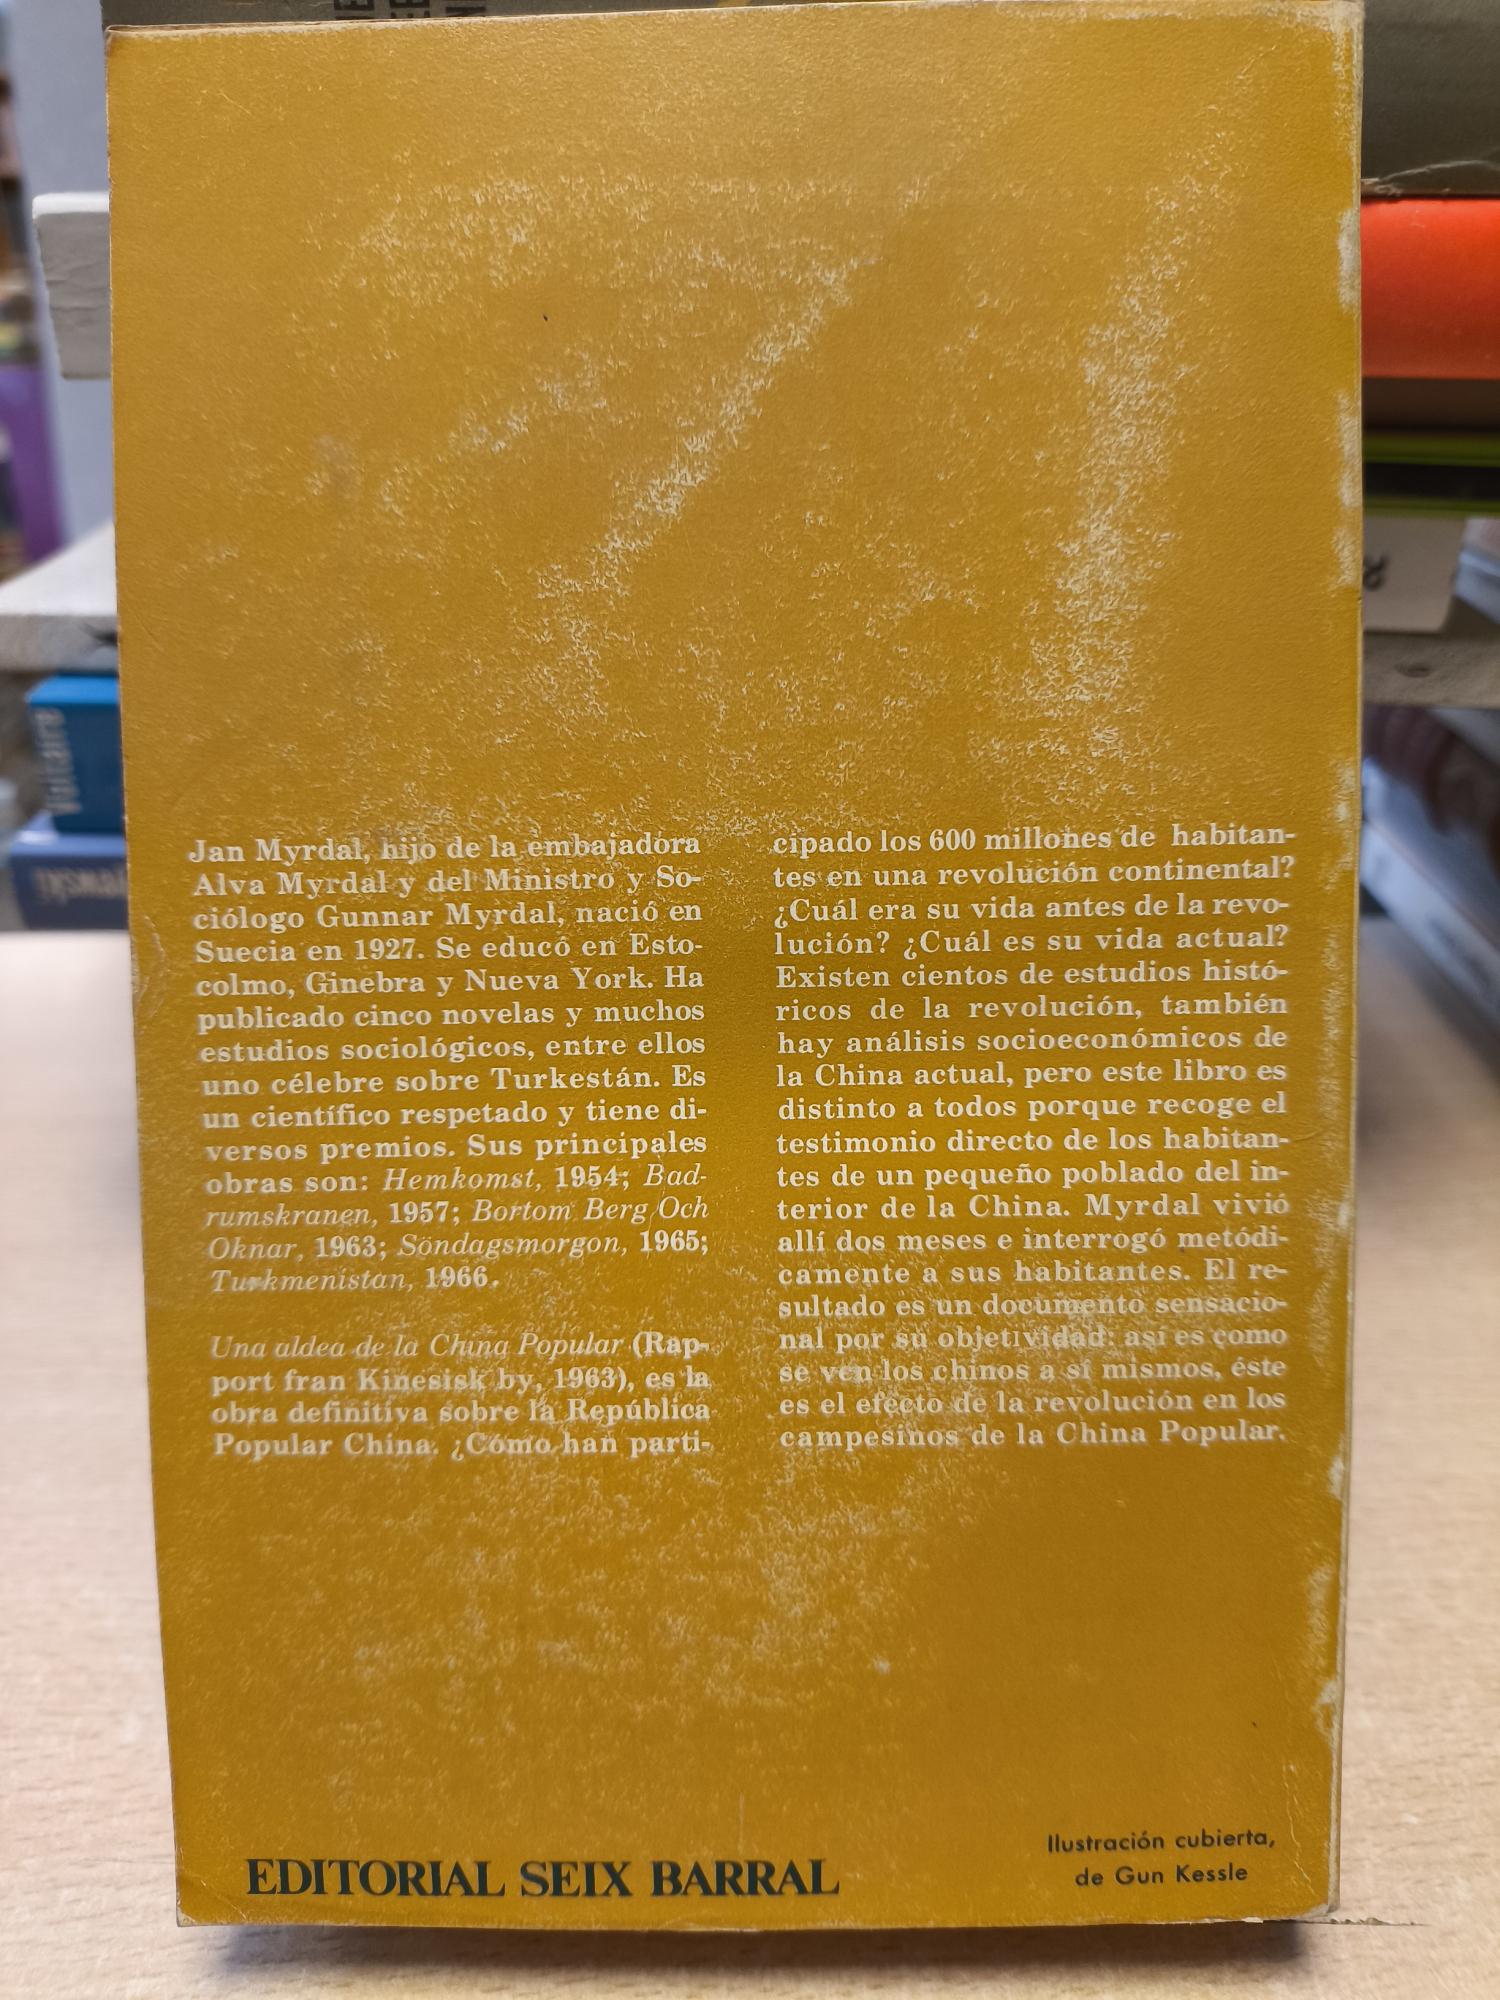 Jan Myrdal, hijo de la embajadora
Alva Myrdal y del Ministro y So-
ciólogo Gunnar Myrdal, nació en
Suecia en 1927. Se educó en Esto-
colmo, Ginebra y Nueva York. Ha
publicado cinco novelas y muchos
estudios sociológicos, entre ellos
uno célebre sobre Turkestán. Es
un científico respetado y tiene di-
versos premios. Sus principales
obras son: Hemkomst, 1954; Bad-
rumskranen, 1957; Bortom Berg Och
Oknar, 1963; Söndagsmorgon, 1965;
Turkmenistan, 1966.
Una aldea de la China Popular (Rap-
port fran Kinesisk by, 1963), es la
obra definitiva sobre la República
Popular China. ¿Cómo han parti-
cipado los 600 millones de habitan-
tes en una revolución continental?
¿Cuál era su vida antes de la revo-
lución? ¿Cuál es su vida actual?
Existen cientos de estudios histó-
ricos de la revolución, también
hay análisis socioeconómicos de
la China actual, pero este libro es
distinto a todos porque recoge el
testimonio directo de los habitan-
tes de un pequeño poblado del in-
terior de la China. Myrdal vivió
allí dos meses e interrogó metódi-
camente a sus habitantes. El re-
sultado es un documento sensacio-
nal por su objetividad: así es como
se ven los chinos a sí mismos, éste
es el efecto de la revolución en los
campesinos de la China Popular.
EDITORIAL SEIX BARRAL
Ilustración cubierta,
de Gun Kessle
Voltaire
&